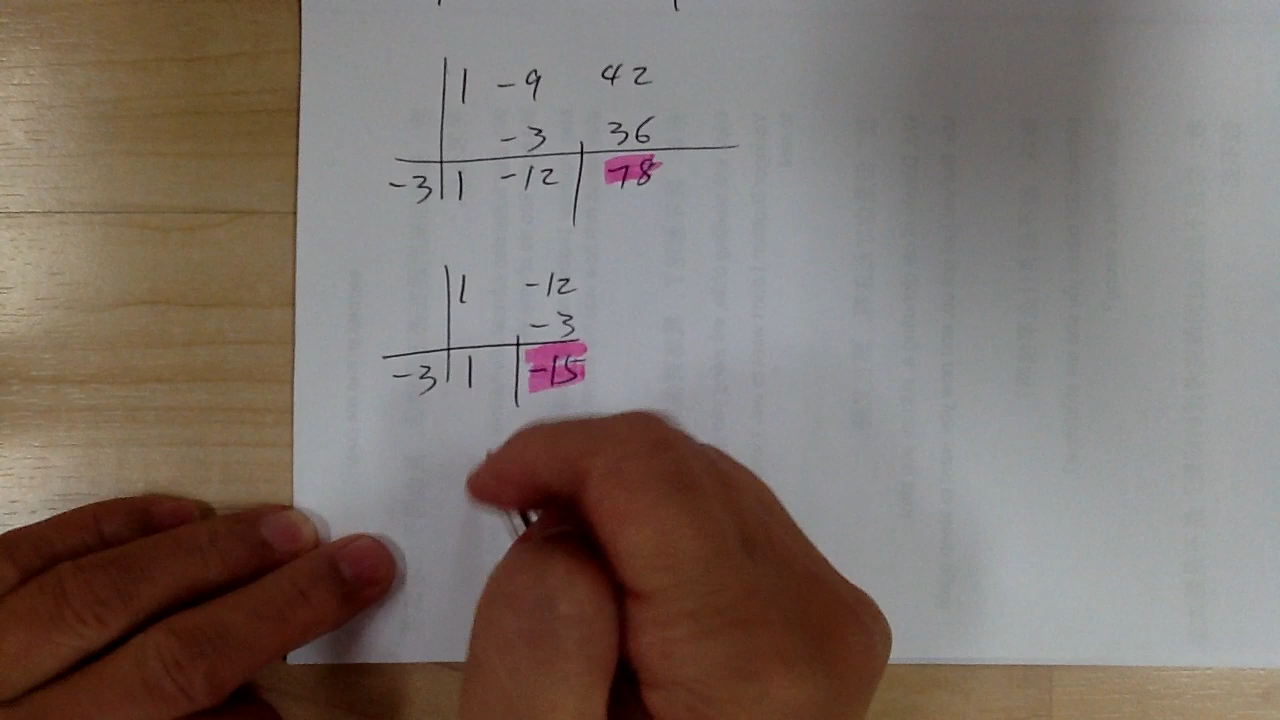 1 -9 42
-3 36
-3 1 -12 78
1 -12
-3
-3 1 -15